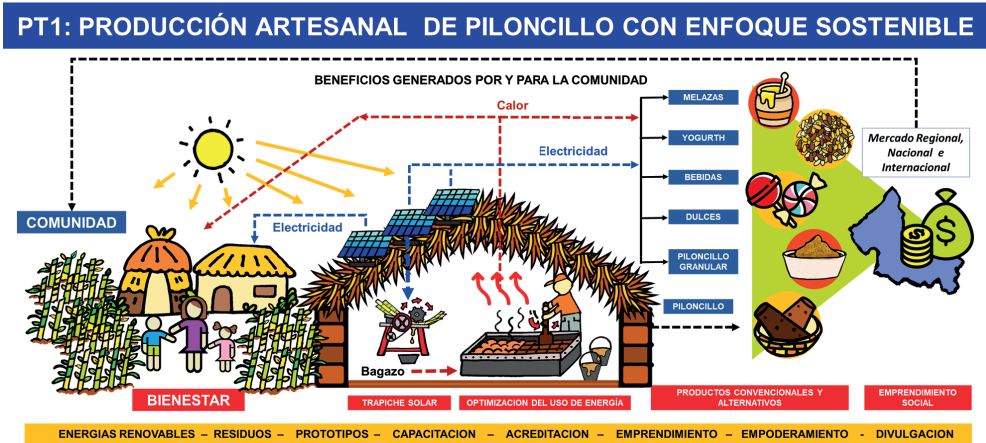 PT1: PRODUCCIÓN ARTESANAL DE PILONCILLO CON ENFOQUE SOSTENIBLE
BENEFICIOS GENERADOS POR Y PARA LA COMUNIDAD
Calor
Electricidad
Electricidad
COMUNIDAD
MELAZAS
YOGURTH
BEBIDAS
DULCES
PILONCILLO
GRANULAR
PILONCILLO
Mercado Regional,
Nacional e
Internacional
Bagazo
BIENESTAR
TRAPICHE SOLAR
OPTIMIZACION DEL USO DE ENERGÍA
PRODUCTOS CONVENCIONALES Y
ALTERNATIVOS
EMPRENDIMIENTO
SOCIAL
ENERGIAS RENOVABLES – RESIDUOS – PROTOTIPOS – CAPACITACION – ACREDITACION – EMPRENDIMIENTO – EMPODERAMIENTO - DIVULGACION